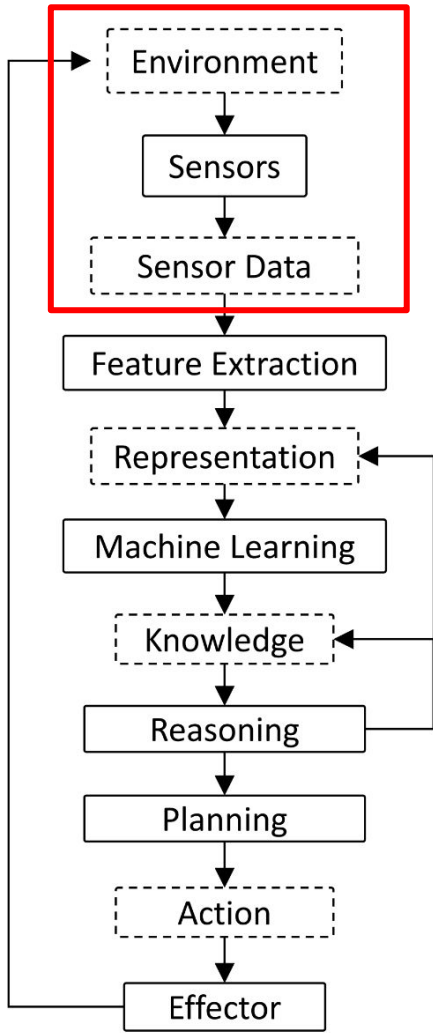 Environment
Sensors
Sensor Data
Feature Extraction
Representation
Machine Learning
Knowledge
Reasoning
Planning
Action
Effector